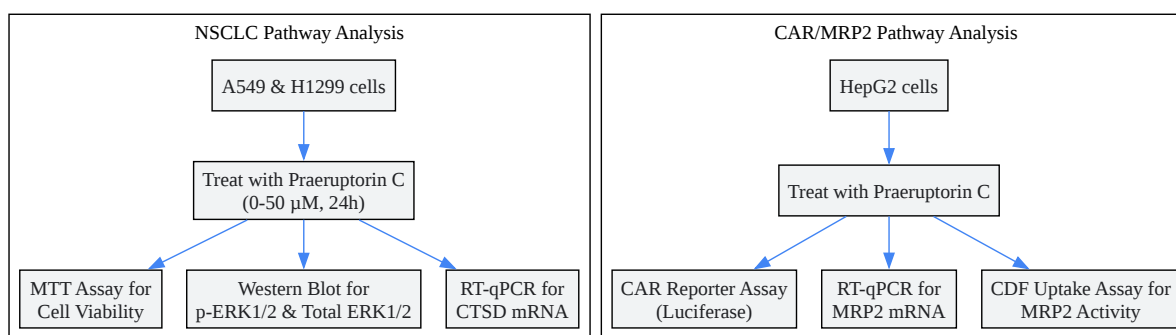 NSCLC Pathway Analysis
A549 & H1299 cells
Treat with Praeruptorin C
(0-50 µM, 24h)
MTT Assay for
Cell Viability
Western Blot for
p-ERK1/2 & Total ERK1/2
RT-qPCR for
CTSD mRNA
CAR/MRP2 Pathway Analysis
HepG2 cells
Treat with Praeruptorin C
CAR Reporter Assay
(Luciferase)
RT-qPCR for
MRP2 mRNA
CDF Uptake Assay for
MRP2 Activity